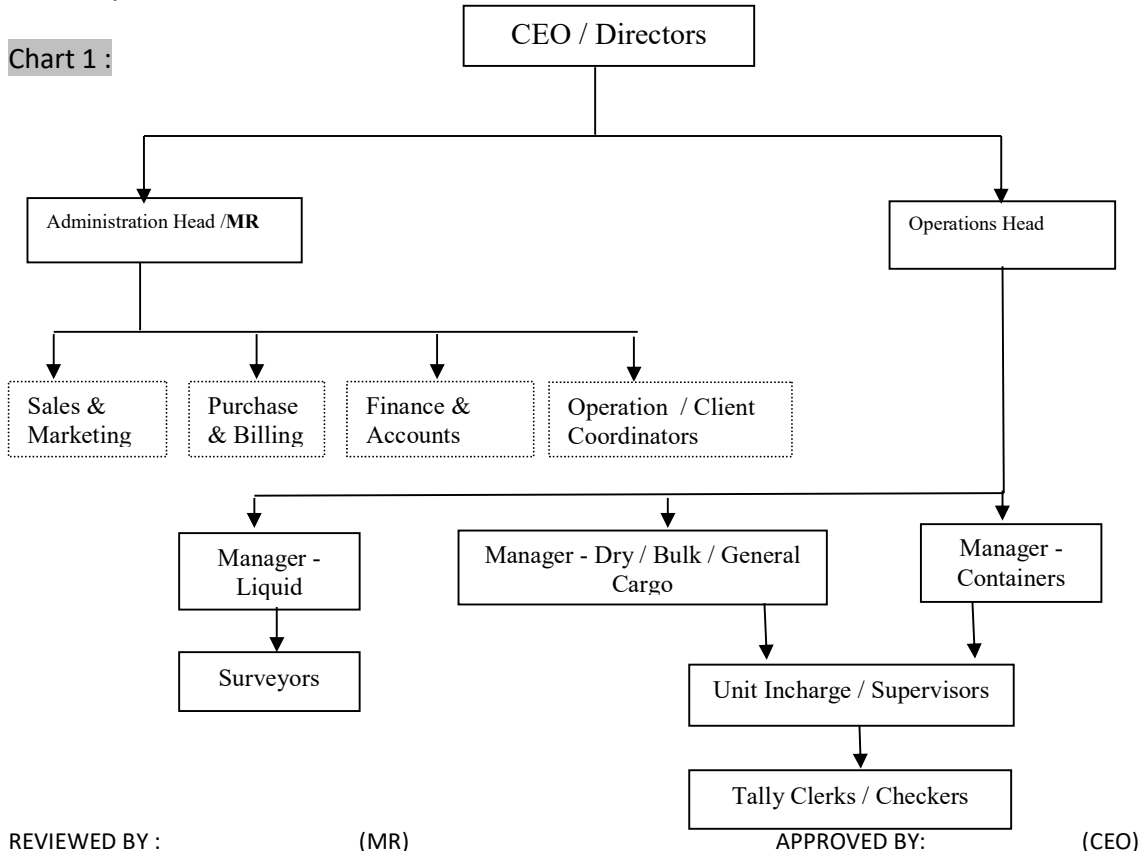 CEO / Directors
Chart 1 :
Administration Head /MR
Operations Head
Sales &
Marketing
Purchase
& Billing
Finance &
Accounts
Operation / Client
Coordinators
Manager -
Liquid
Manager - Dry / Bulk / General
Cargo
Manager -
Containers
Surveyors
Unit Incharge / Supervisors
Tally Clerks / Checkers
REVIEWED BY : (MR) APPROVED BY: (CEO)